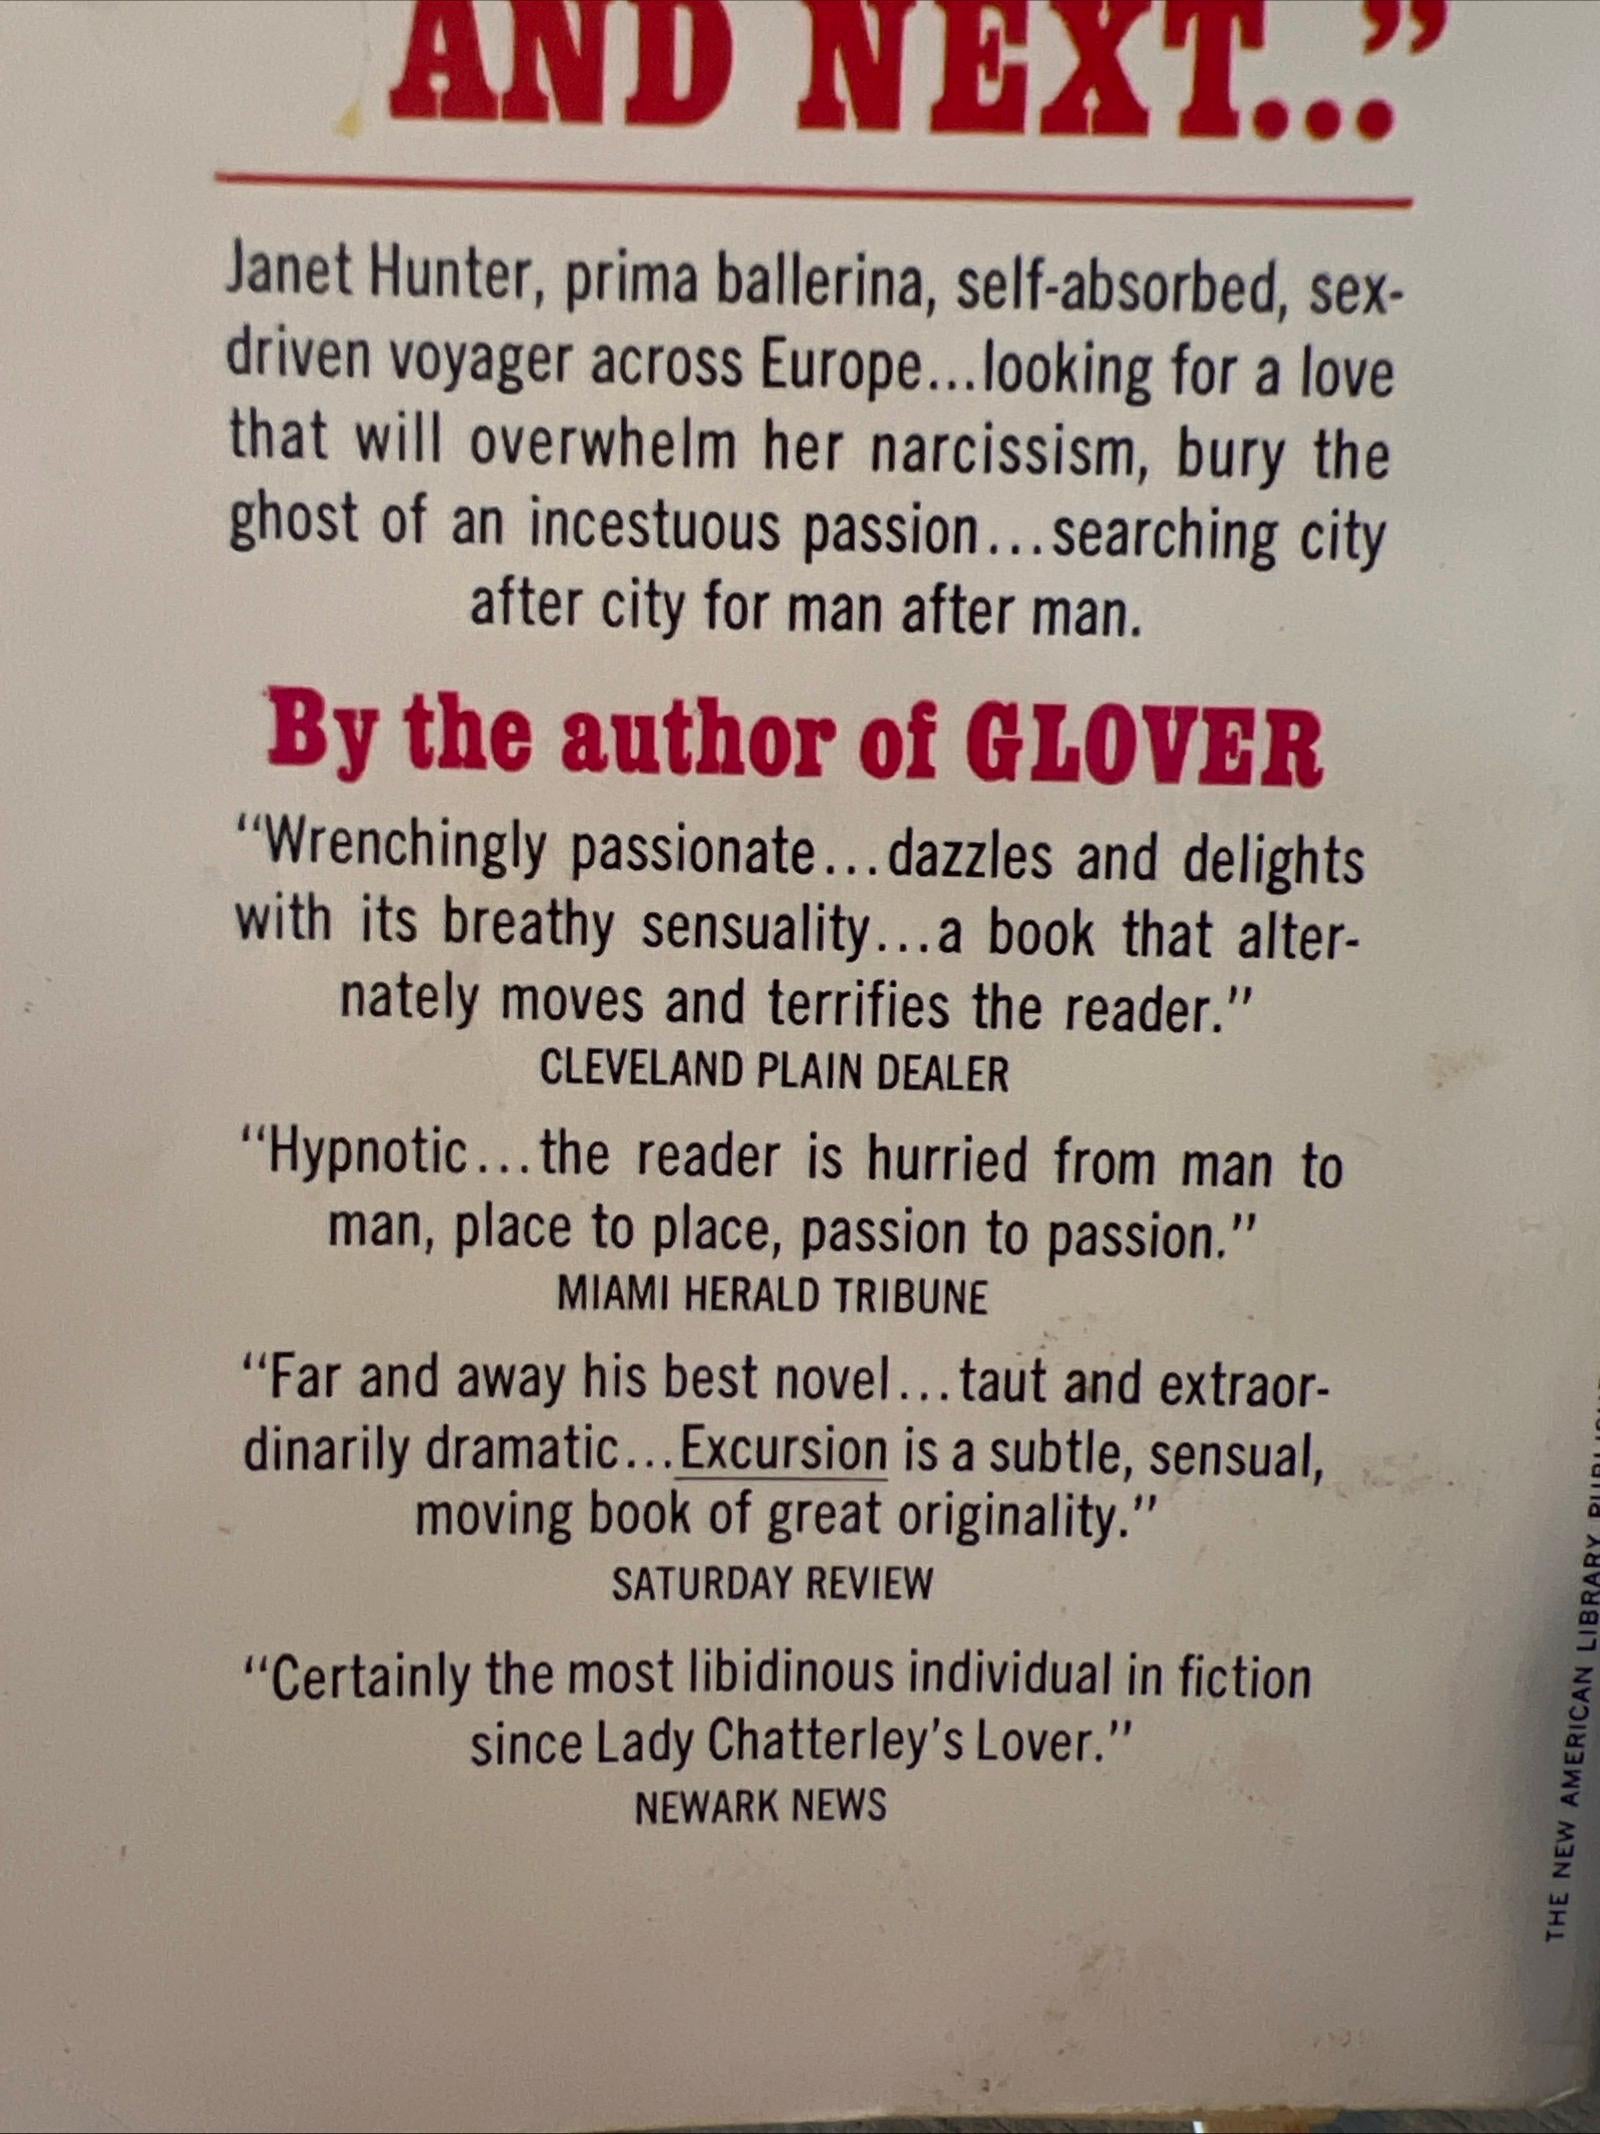 AND NEXT..."
Janet Hunter, prima ballerina, self-absorbed, sex-
driven voyager across Europe...looking for a love
that will overwhelm her narcissism, bury the
ghost of an incestuous passion...searching city
after city for man after man.
By the author of GLOVER
"Wrenchingly passionate...dazzles and delights
with its breathy sensuality...a book that alter-
nately moves and terrifies the reader."
CLEVELAND PLAIN DEALER
"Hypnotic...the reader is hurried from man to
man, place to place, passion to passion."
MIAMI HERALD TRIBUNE
"Far and away his best novel...taut and extraor-
dinarily dramatic...Excursion is a subtle, sensual,
moving book of great originality."
SATURDAY REVIEW
"Certainly the most libidinous individual in fiction
since Lady Chatterley's Lover."
NEWARK NEWS
THE NEW AMERICAN LIBRARY